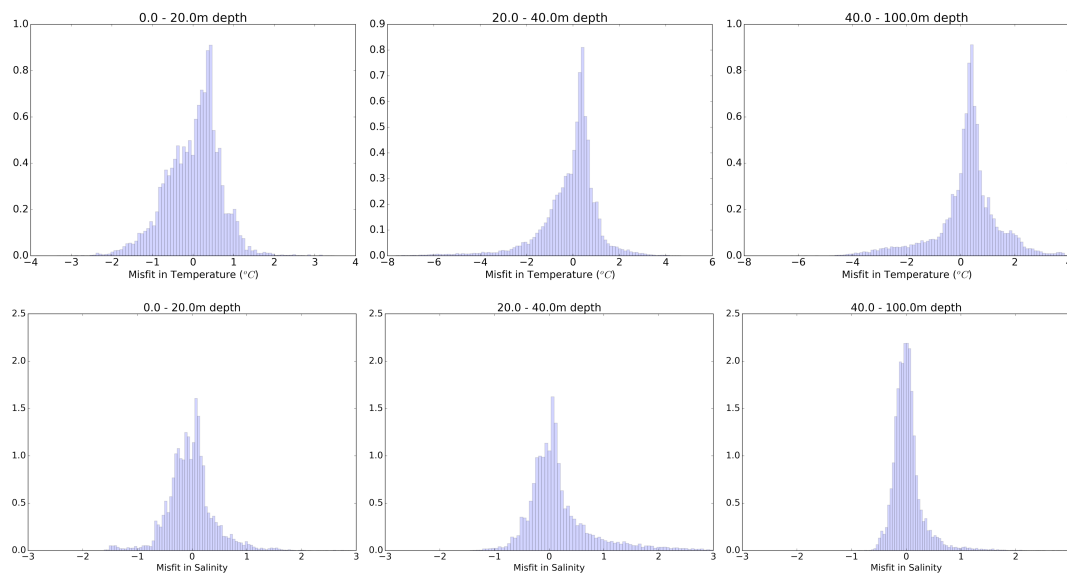 0.0 - 20.0m depth
1.0
0.8
0.6
0.4
0.2
0.0
−4 −3 −2 −1 0 1 2 3 4
Misfit in Temperature (°C)
20.0 - 40.0m depth
0.9
0.8
0.7
0.6
0.5
0.4
0.3
0.2
0.1
0.0
−8 −6 −4 −2 0 2 4 6
Misfit in Temperature (°C)
40.0 - 100.0m depth
1.0
0.8
0.6
0.4
0.2
0.0
−8 −6 −4 −2 0 2 4
Misfit in Temperature (°C)
0.0 - 20.0m depth
2.5
2.0
1.5
1.0
0.5
0.0
−3 −2 −1 0 1 2 3
Misfit in Salinity
20.0 - 40.0m depth
2.5
2.0
1.5
1.0
0.5
0.0
−3 −2 −1 0 1 2 3
Misfit in Salinity
40.0 - 100.0m depth
2.5
2.0
1.5
1.0
0.5
0.0
−3 −2 −1 0 1 2
Misfit in Salinity